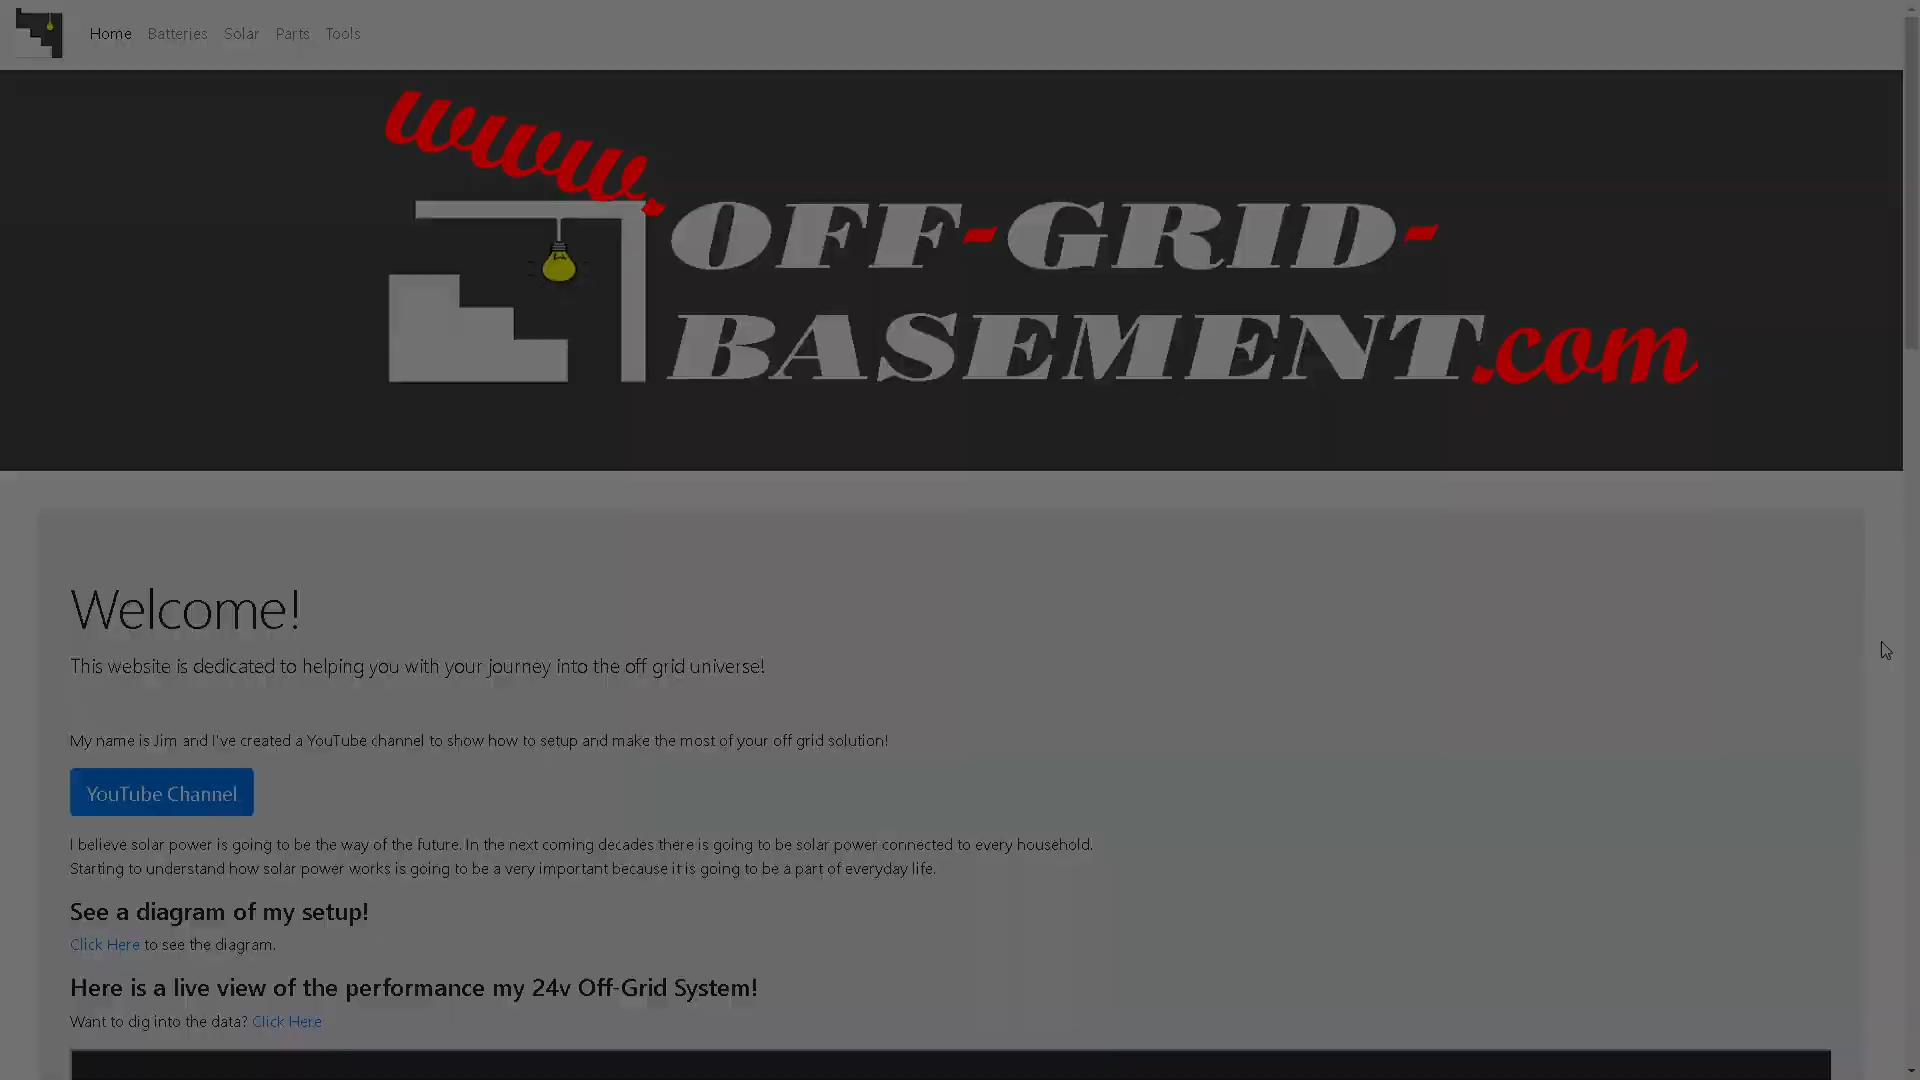 Home Batteries Solar Parts Tools
www.
OFF-GRID-
BASEMENT.com
Welcome!
This website is dedicated to helping you with your journey into the off grid universe!
My name is Jim and I've created a YouTube channel to show how to setup and make the most of your off grid solution!
YouTube Channel
I believe solar power is going to be the way of the future. In the next coming decades there is going to be solar power connected to every household.
Starting to understand how solar power works is going to be a very important because it is going to be a part of everyday life.
See a diagram of my setup!
Click Here to see the diagram.
Here is a live view of the performance my 24v Off-Grid System!
Want to dig into the data? Click Here